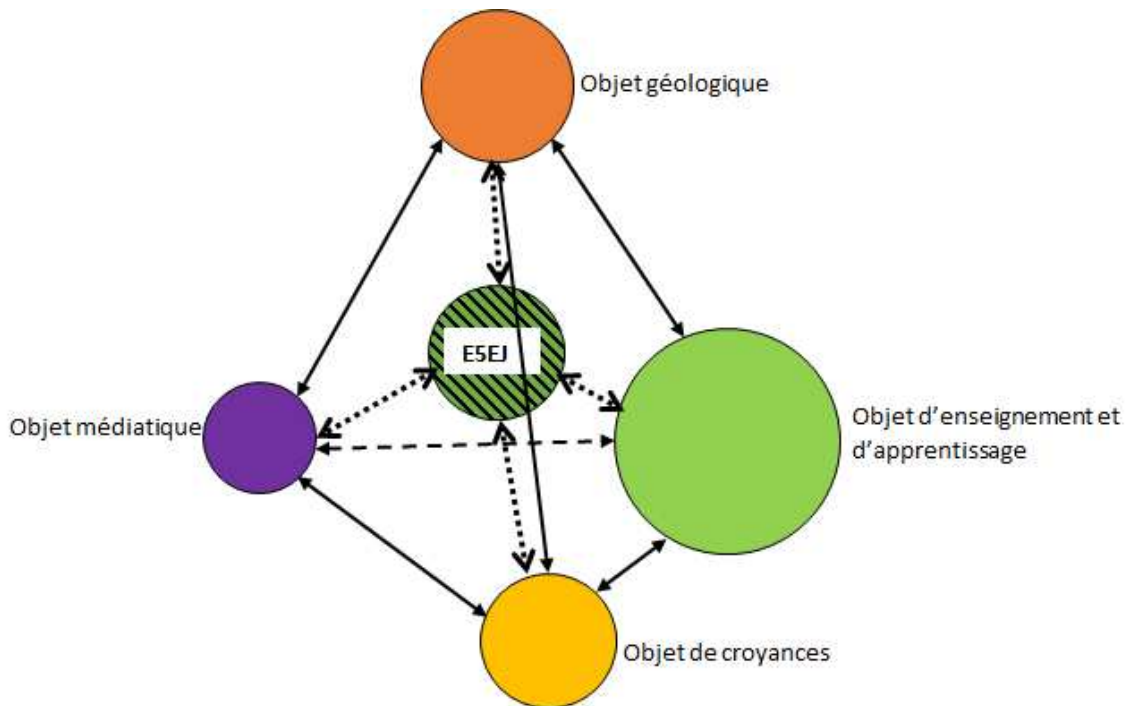 Objet géologique
E5EJ
Objet médiatique
Objet d'enseignement et
d'apprentissage
Objet de croyances